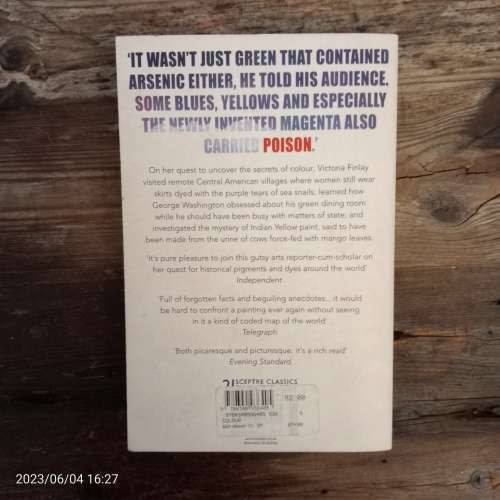 ‘IT WASN’T JUST GREEN THAT CONTAINED
ARSENIC EITHER, HE TOLD HIS AUDIENCE.
SOME BLUES, YELLOWS AND ESPECIALLY
THE NEWLY INVENTED MAGENTA ALSO
CARRIED POISON.’
On her quest to uncover the secrets of colour, Victoria Finlay
visited remote Central American villages where women still wear
skirts dyed with the purple tears of sea snails; learned how
George Washington obsessed about his green dining room
while he should have been busy with matters of state; and
investigated the mystery of Indian Yellow paint, said to have
been made from the urine of cows force-fed with mango leaves.
‘It’s pure pleasure to join this gutsy arts reporter-cum-scholar on
her quest for historical pigments and dyes around the world’
Independent
‘Full of forgotten facts and beguiling anecdotes...it would
be hard to confront a painting ever again without seeing
in it a kind of coded map of the world’
Telegraph
‘Both picaresque and picturesque, it’s a rich read’
Evening Standard
21 SCEPTRE CLASSICS
COLOUR
2023/06/04 16:27